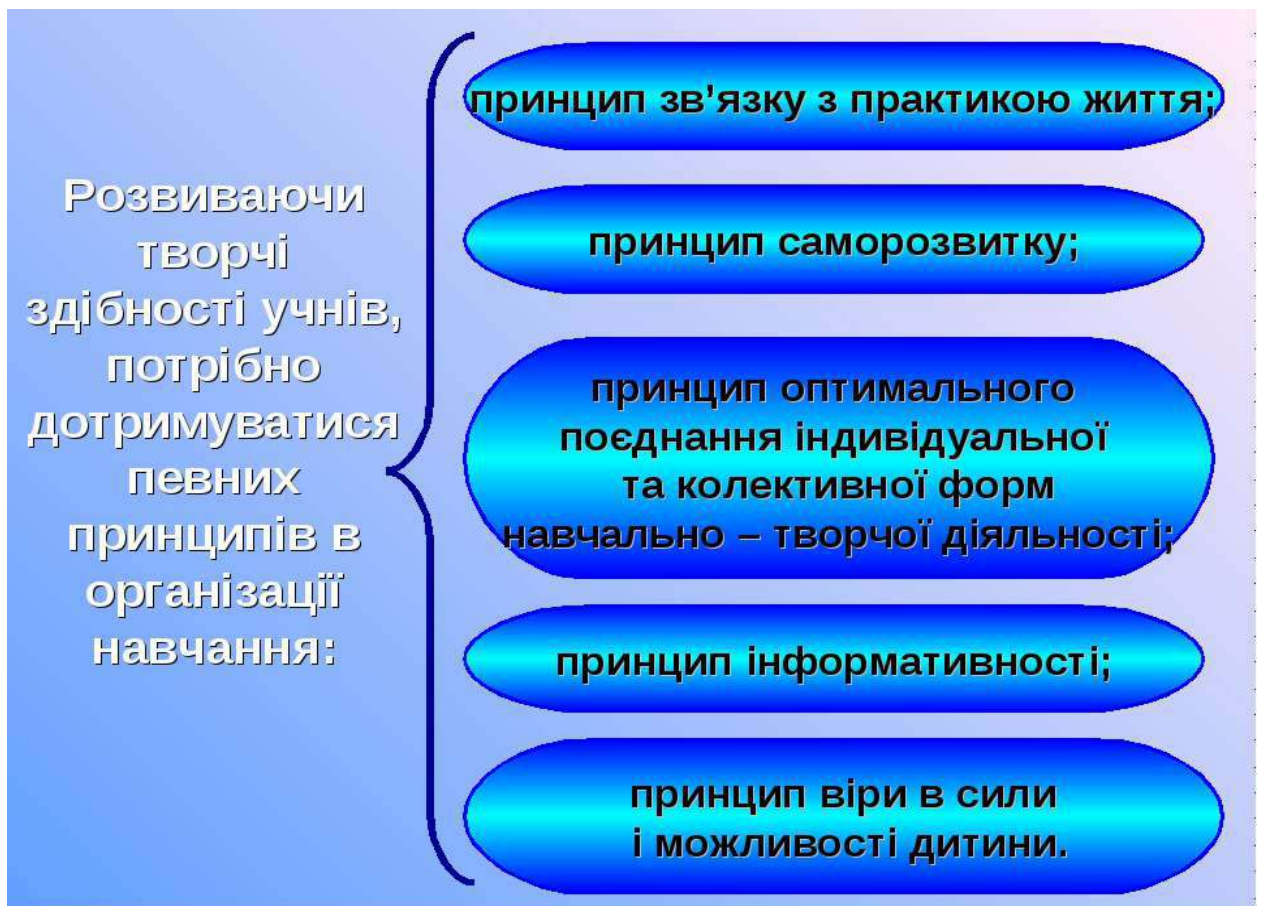 Розвиваючи
творчі
здібності учнів,
потрібно
дотримуватися
певних
принципів в
організації
навчання:
принцип зв’язку з практикою життя;
принцип саморозвитку;
принцип оптимального
поєднання індивідуальної
та колективної форм
навчально – творчої діяльності;
принцип інформативності;
принцип віри в сили
і можливості дитини.